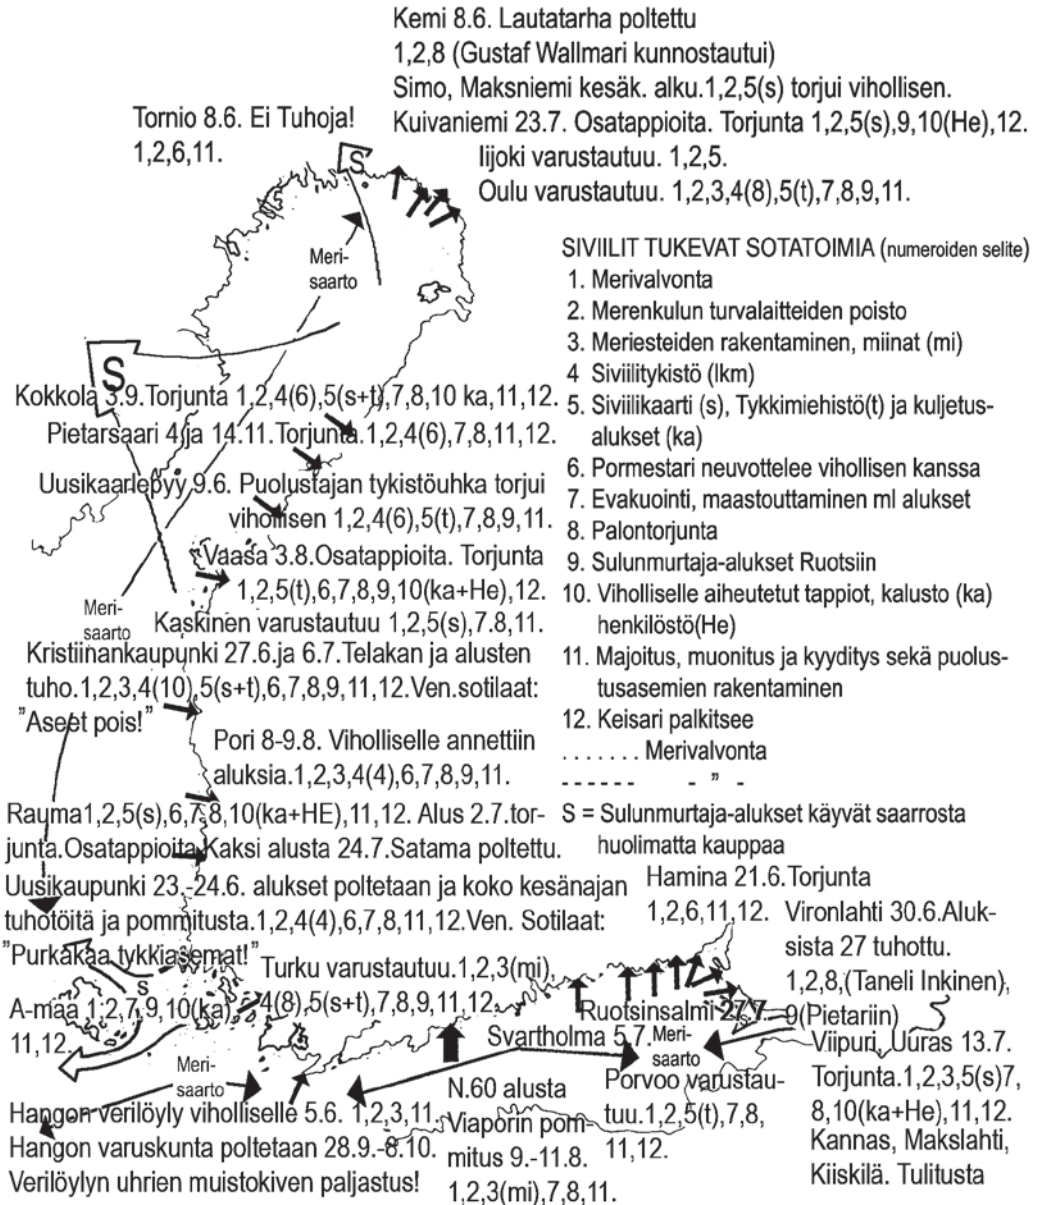 Kemi 8.6. Lautatarha poltettu
1,2,8 (Gustaf Wallmari kunnostautui)
Simo, Maksniemi kesäk. alku.1,2,5(s) torjui vihollisen.
Kuivaniemi 23.7. Osatappioita. Torjunta 1,2,5(s),9,10(He),12.
Iijoki varustautuu. 1,2,5.
Oulu varustautuu. 1,2,3,4(8),5(t),7,8,9,11.
Tornio 8.6. Ei Tuhoja!
1,2,6,11.
S
Meri-
saarto
S
Kokkola 3.9.Torjunta 1,2,4(6),5(s+t),7,8,10 ka,11,12.
Pietarsaari 4.ja 14.11.Torjunta.1,2,4(6),7,8,11,12.
Uusikaarlepyy 9.6. Puolustajan tykistöuhka torjui
vihollisen 1,2,4(6),5(t),7,8,9,11.
Vaasa 3.8.Osatappioita. Torjunta
1,2,5(t),6,7,8,9,10(ka+He),12.
Meri-
saarto
Kaskinen varustautuu 1,2,5(s),7.8,11.
Kristiinankaupunki 27.6.ja 6.7.Telakan ja alusten
tuho.1,2,3,4(10),5(s+t),6,7,8,9,11,12.Ven.sotilaat:
"Aseet pois!"
Pori 8-9.8. Viholliselle annettiin
aluksia.1,2,3,4(4),6,7,8,9,11.
Rauma1,2,5(s),6,7,8,10(ka+HE),11,12. Alus 2.7.tor-
junta.Osatappioita.Kaksi alusta 24.7.Satama poltettu.
Uusikaupunki 23.-24.6. alukset poltetaan ja koko kesänajan
tuhotöitä ja pommitusta.1,2,4(4),6,7,8,11,12.Ven. Sotilaat:
"Purkakaa tykkiasemat!"
SIVIILIT TUKEVAT SOTATOIMIA (numeroiden selite)
1. Merivalvonta
2. Merenkulun turvalaitteiden poisto
3. Meriesteiden rakentaminen, miinat (mi)
4 Siviilitykistö (lkm)
5. Siviilikaarti (s), Tykkimiehistö(t) ja kuljetus-
alukset (ka)
6. Pormestari neuvottelee vihollisen kanssa
7. Evakuointi, maastouttaminen ml alukset
8. Palontorjunta
9. Sulunmurtaja-alukset Ruotsiin
10. Viholliselle aiheutetut tappiot, kalusto (ka)
henkilöstö(He)
11. Majoitus, muonitus ja kyyditys sekä puolus-
tusasemien rakentaminen
12. Keisari palkitsee
. . . . . . . Merivalvonta
- - - - - - - " -
S = Sulunmurtaja-alukset käyvät saarrosta
huolimatta kauppaa
S
A-maa 1,2,7,9,10(ka),
11,12.
Turku varustautuu.1,2,3(mi),
4(8),5(s+t),7,8,9,11,12.
Meri-
saarto
Hangon verilöyly viholliselle 5.6. 1,2,3,11.
Hangon varuskunta poltetaan 28.9.-8.10.
Verilöylyn uhrien muistokiven paljastus!
N.60 alusta
Viaporin pom-
mitus 9.-11.8.
1,2,3(mi),7,8,11.
Svartholma 5.7.
Ruotsinsalmi 27.7.
Meri-
saarto
Porvoo varustau-
tuu.1,2,5(t),7,8,
11,12.
Hamina 21.6.Torjunta
1,2,6,11,12.
Vironlahti 30.6.Aluk-
sista 27 tuhottu.
1,2,8,(Taneli Inkinen),
9(Pietariin)
Viipuri, Uuras 13.7.
Torjunta.1,2,3,5(s)7,
8,10(ka+He),11,12.
Kannas, Makslahti,
Kiiskilä. Tulitusta